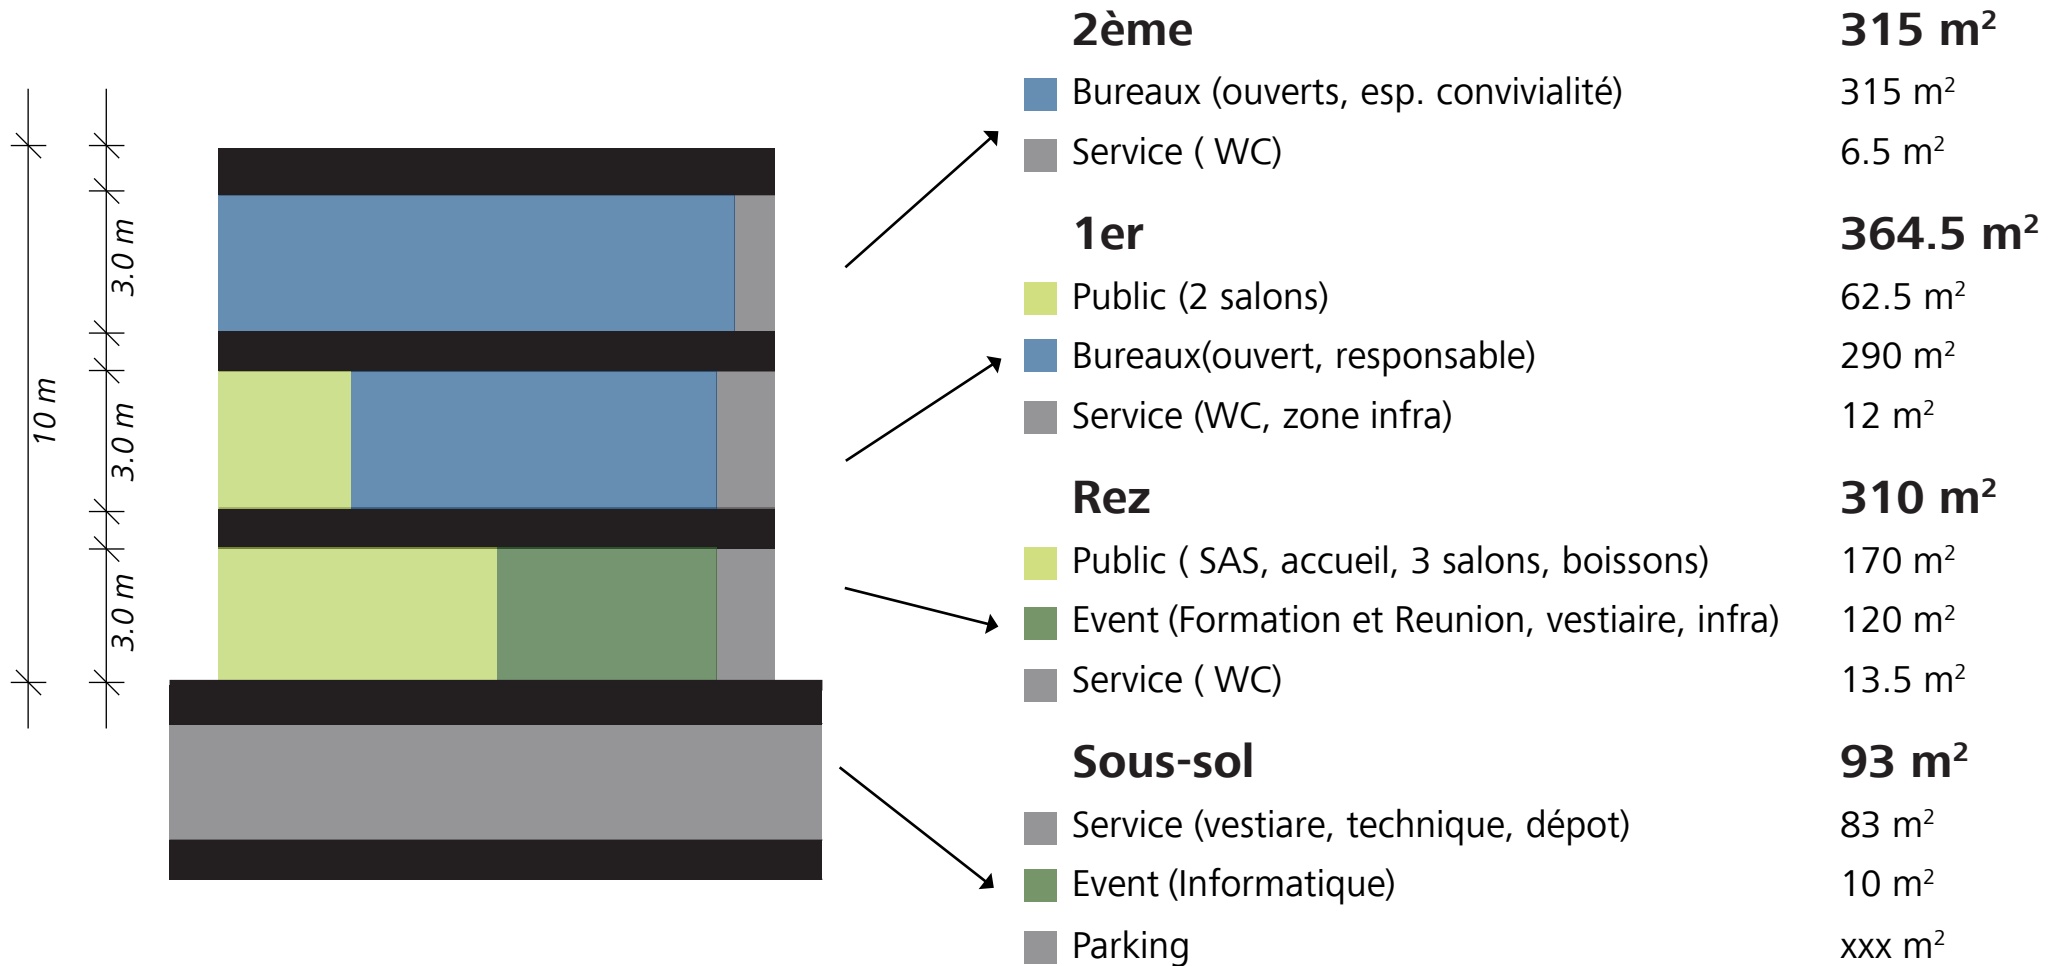 2ème 315 m²
Bureaux (ouverts, esp. convivialité) 315 m²
Service ( WC) 6.5 m²
1er 364.5 m²
Public (2 salons) 62.5 m²
Bureaux(ouvert, responsable) 290 m²
Service (WC, zone infra) 12 m²
Rez 310 m²
Public ( SAS, accueil, 3 salons, boissons) 170 m²
Event (Formation et Reunion, vestiaire, infra) 120 m²
Service ( WC) 13.5 m²
Sous-sol 93 m²
Service (vestiare, technique, dépot) 83 m²
Event (Informatique) 10 m²
Parking xxx m²
10 m
3.0 m
3.0 m
3.0 m